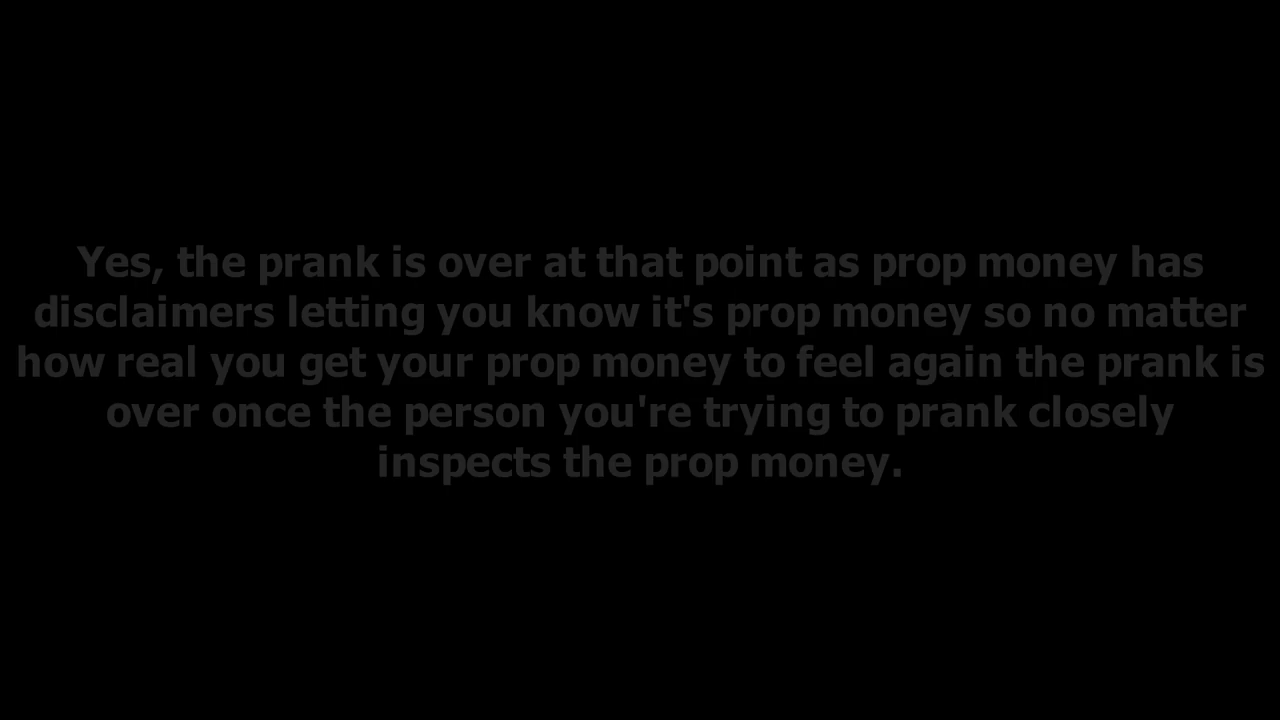 Yes, the prank is over at that point as prop money has
disclaimers letting you know it's prop money so no matter
how real you get your prop money to feel again the prank is
over once the person you're trying to prank closely
inspects the prop money.